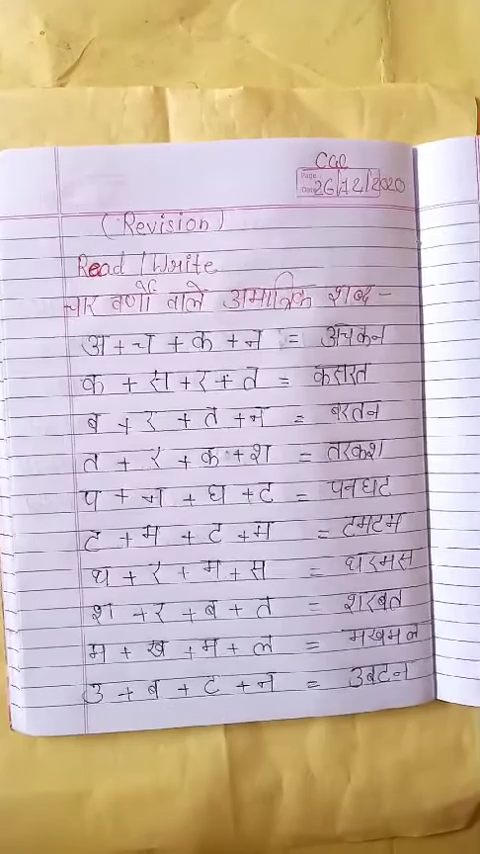 CGC
Page
Date 26/12/2020
(Revision)
Read / Write
चार वर्णों वाले अमात्रिक शब्द -
अ + च + क + न = अचकन
क + स + र + त = कसरत
ब + र + त + न = बरतन
त + र + क + श = तरकश
प + न + घ + ट = पनघट
ट + म + ट + म = टमटम
थ + र + म + स = थरमस
श + र + ब + त = शरबत
म + ख + म + ल = मखमल
उ + ब + ट + न = उबटन